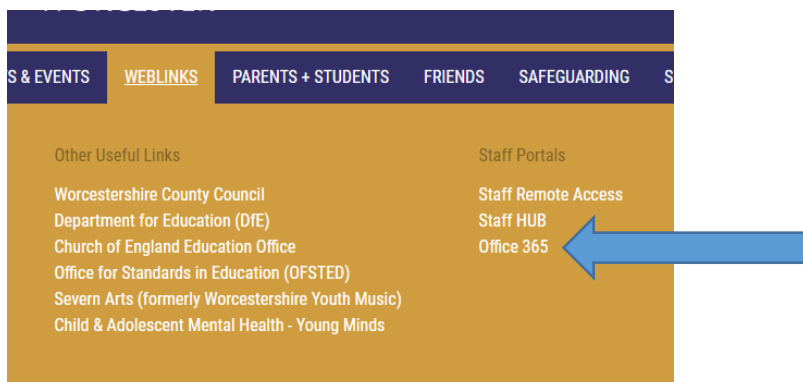 S & EVENTS WEBLINKS PARENTS + STUDENTS FRIENDS SAFEGUARDING S
Other Useful Links
Worcestershire County Council
Department for Education (DfE)
Church of England Education Office
Office for Standards in Education (OFSTED)
Severn Arts (formerly Worcestershire Youth Music)
Child & Adolescent Mental Health - Young Minds
Staff Portals
Staff Remote Access
Staff HUB
Office 365